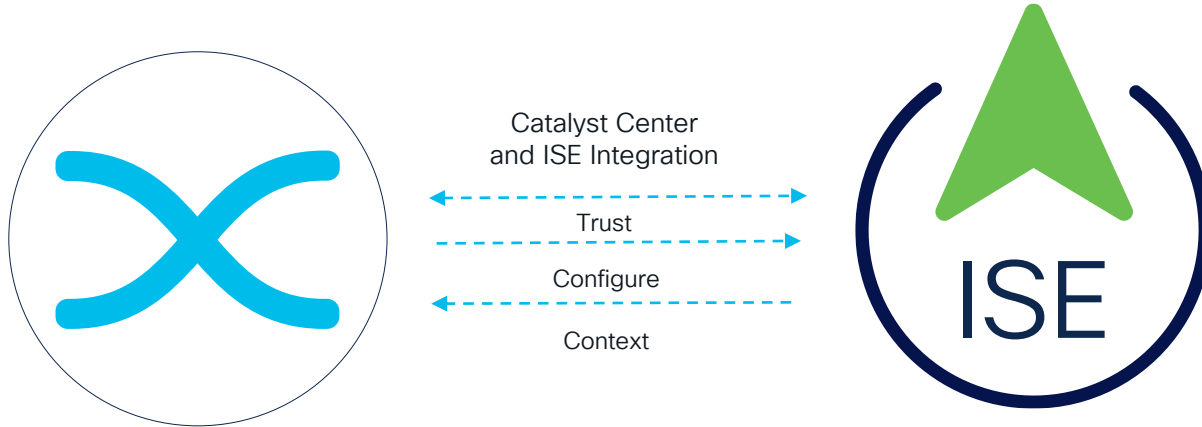 Catalyst Center
and ISE Integration
Trust
Configure
Context
ISE